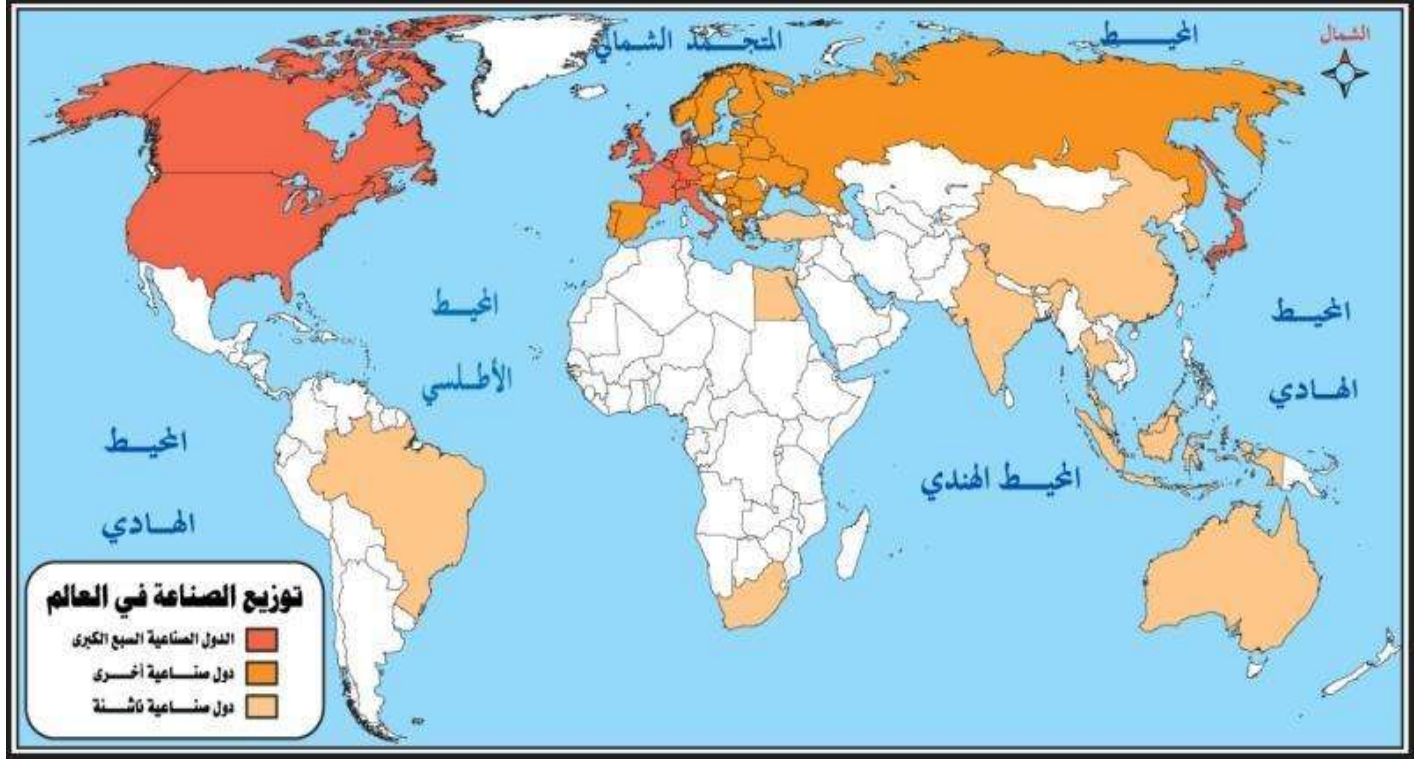 المحيط
المتجمد الشمالي
الشمال
المحيط
الأطلسي
المحيط
الهادي
المحيط
الهادي
المحيط الهندي
توزيع الصناعة في العالم
الدول الصناعية السبع الكبرى
دول صناعية أخرى
دول صناعية ناشئة